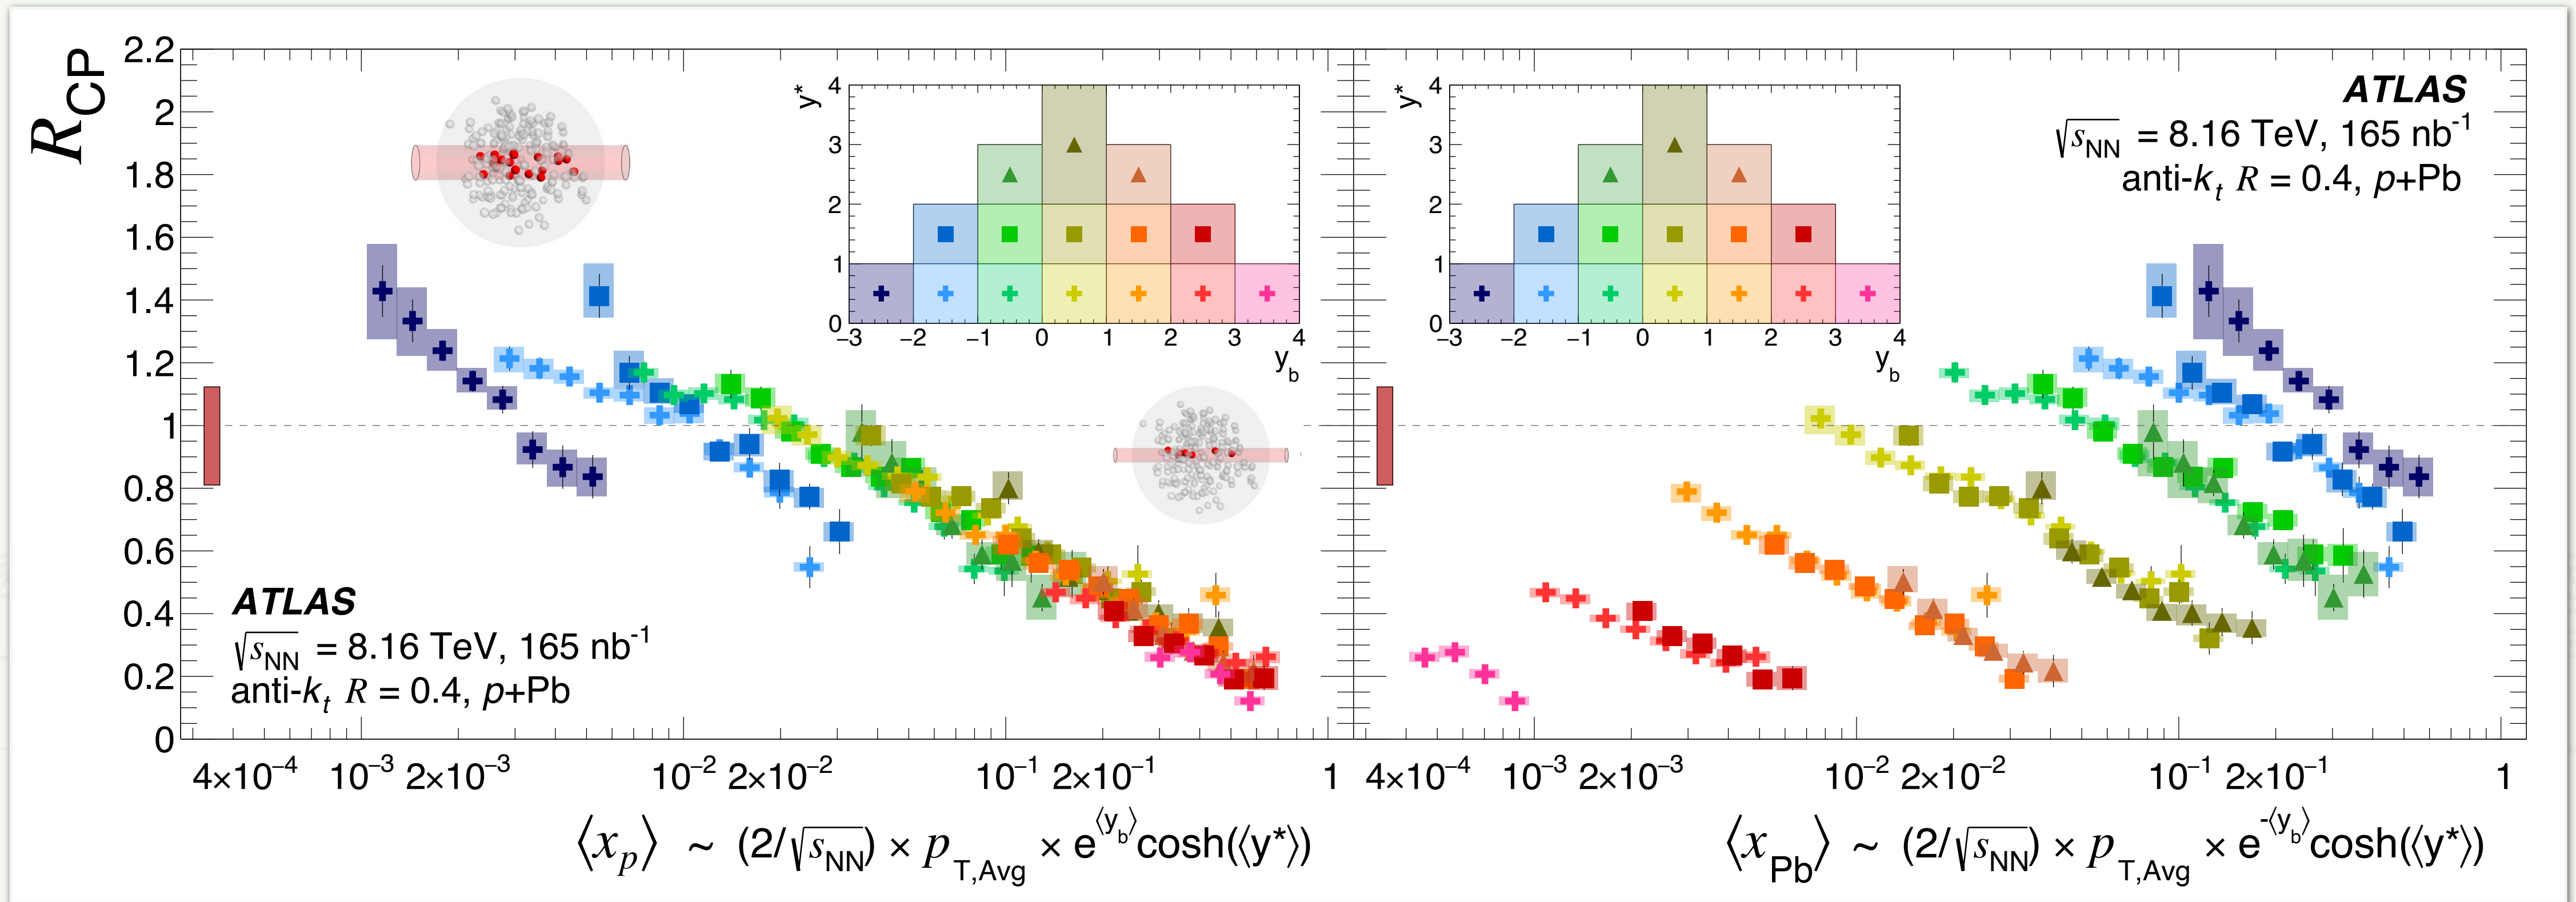 R_CP
2.2
2
1.8
1.6
1.4
1.2
1
0.8
0.6
0.4
0.2
0
ATLAS
√s_NN = 8.16 TeV, 165 nb⁻¹
anti-k_t R = 0.4, p+Pb
y*
4
3
2
1
0
−3 −2 −1 0 1 2 3 4
y_b
4×10⁻⁴ 10⁻³ 2×10⁻³ 10⁻² 2×10⁻² 10⁻¹ 2×10⁻¹ 1
⟨x_p⟩ ~ (2/√s_NN) × p_T,Avg × e^⟨y_b⟩cosh(⟨y*⟩)
y*
4
3
2
1
0
−3 −2 −1 0 1 2 3 4
y_b
ATLAS
√s_NN = 8.16 TeV, 165 nb⁻¹
anti-k_t R = 0.4, p+Pb
4×10⁻⁴ 10⁻³ 2×10⁻³ 10⁻² 2×10⁻² 10⁻¹ 2×10⁻¹ 1
⟨x_Pb⟩ ~ (2/√s_NN) × p_T,Avg × e^-⟨y_b⟩cosh(⟨y*⟩)